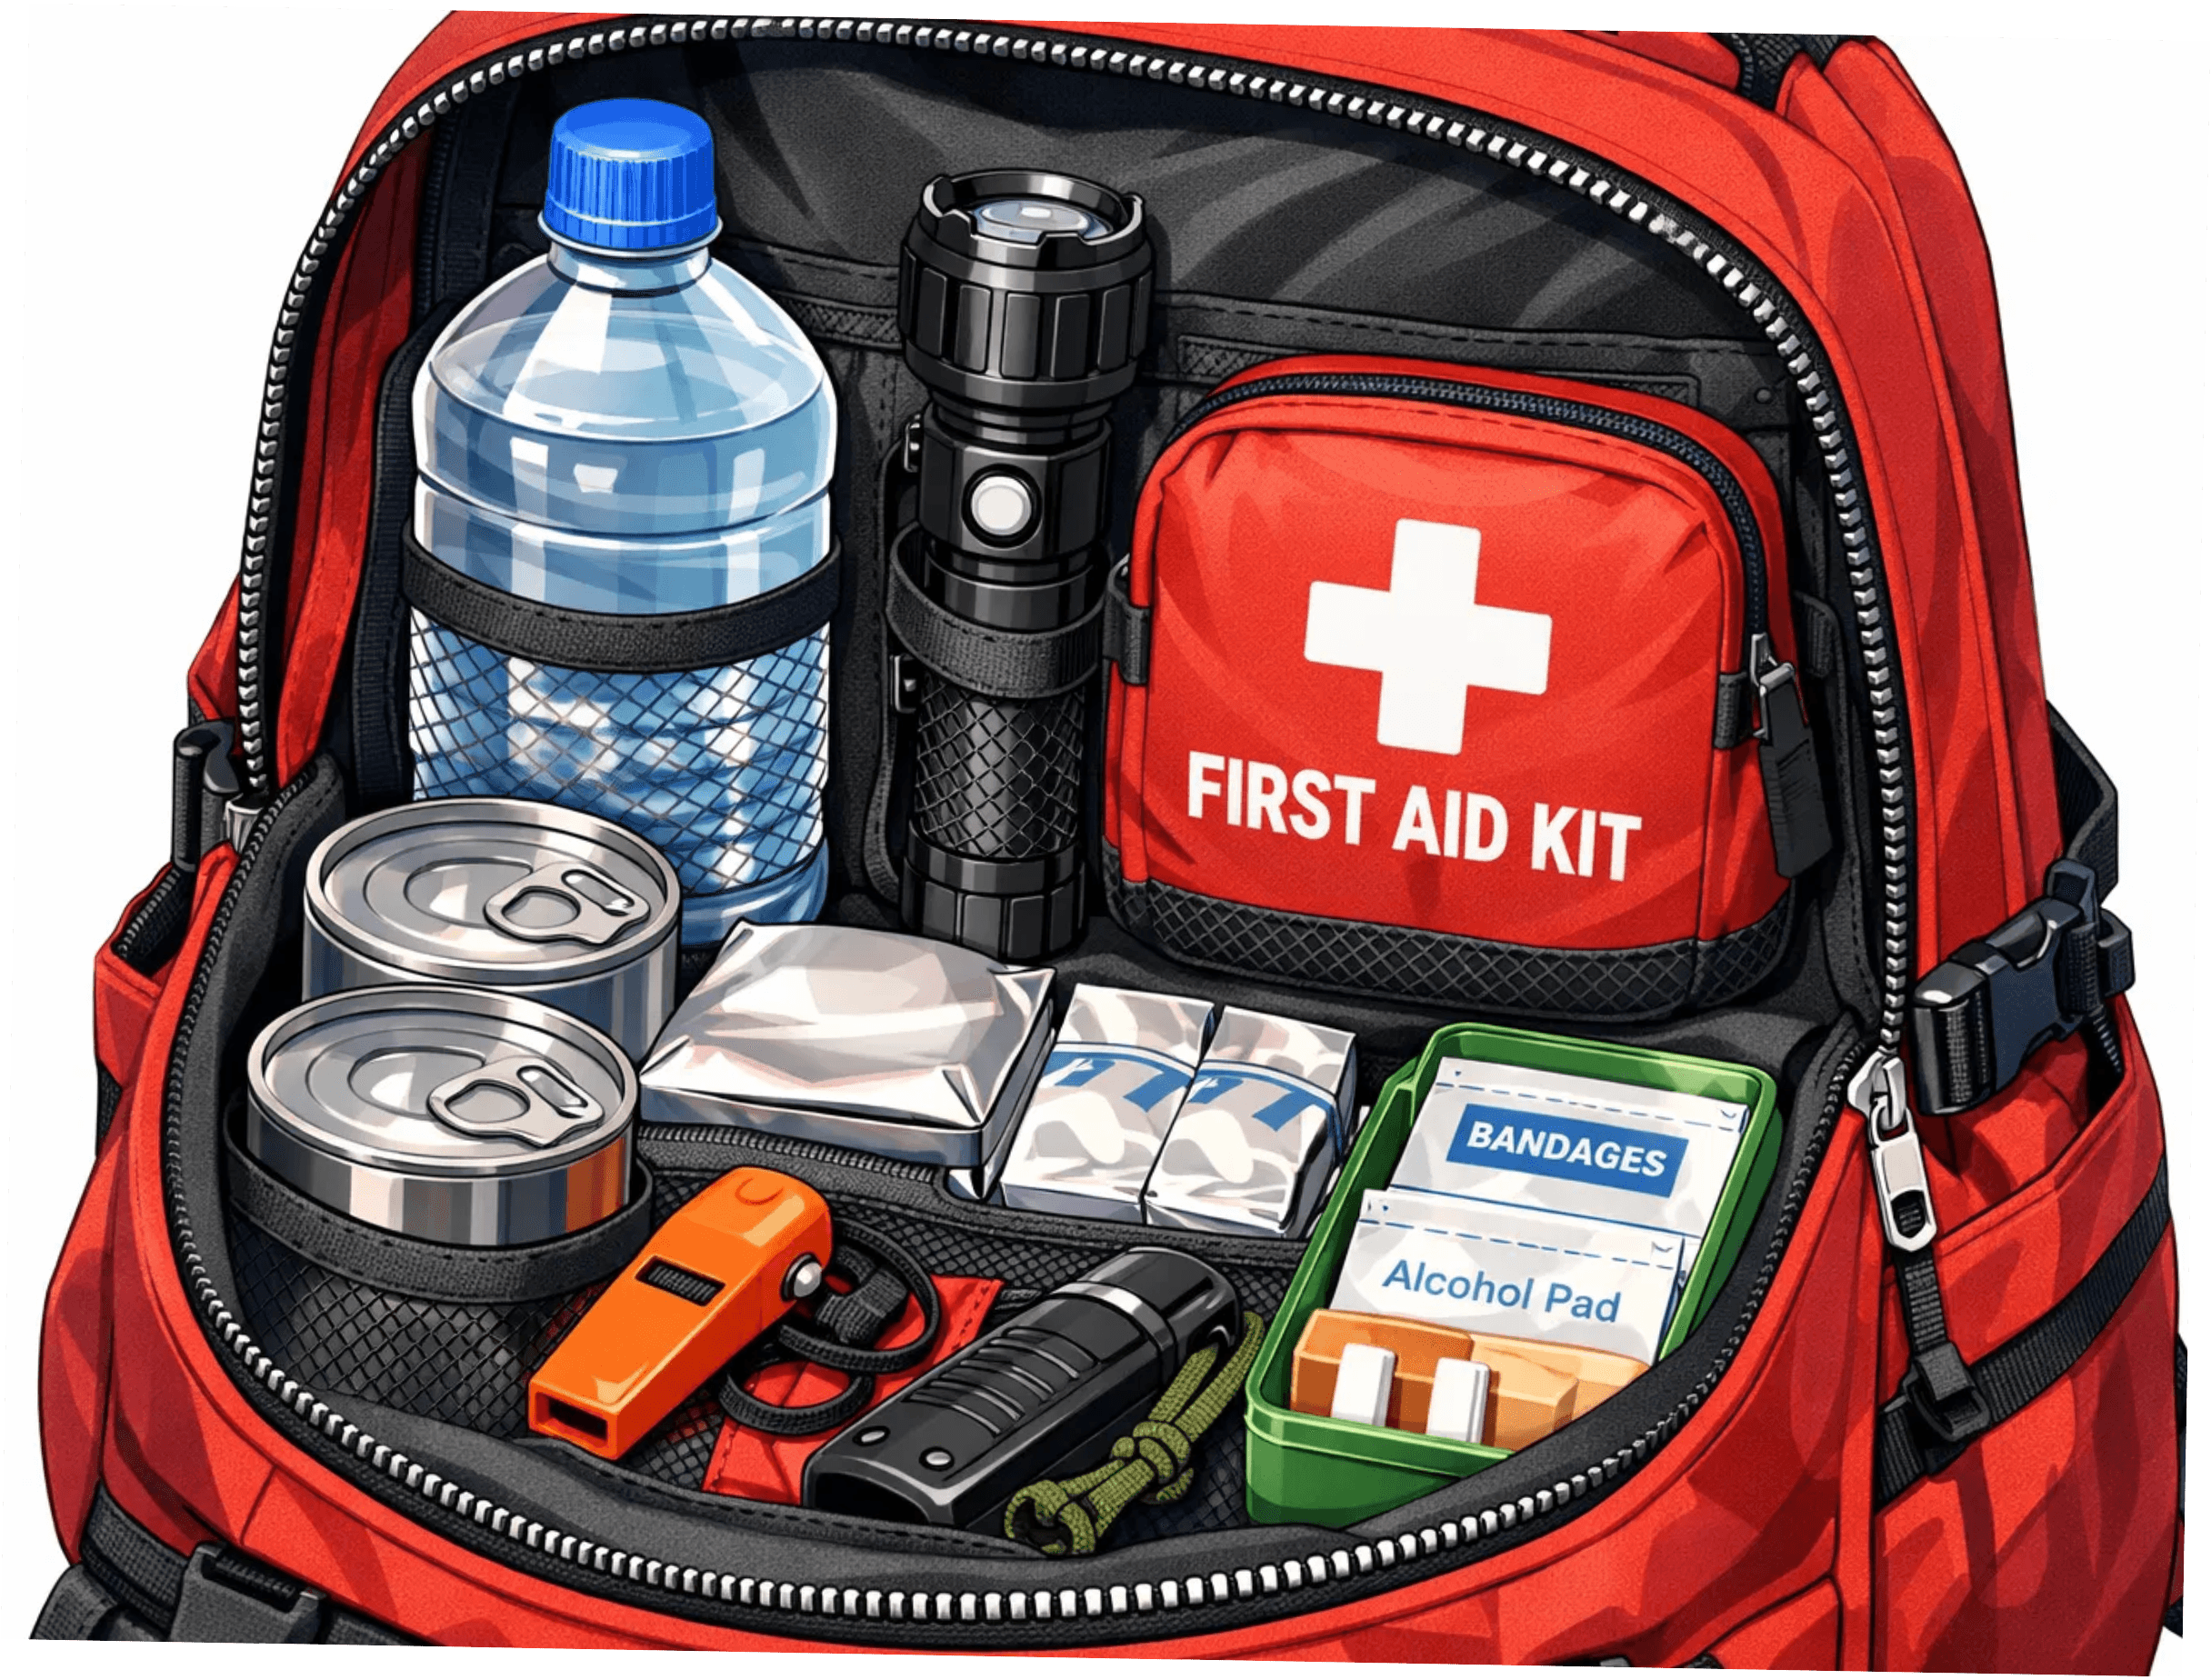 FIRST AID KIT
BANDAGES
Alcohol Pad